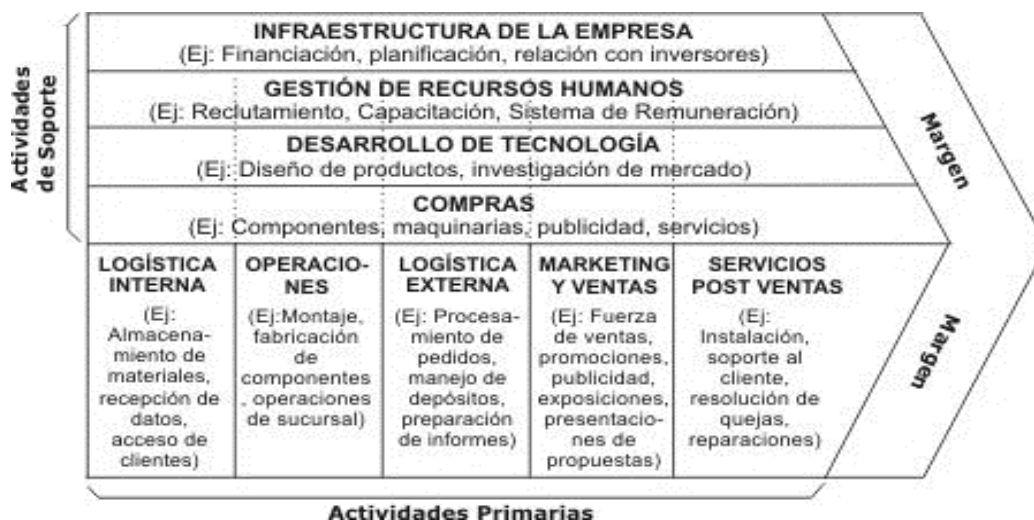 Actividades
de Soporte
INFRAESTRUCTURA DE LA EMPRESA
(Ej: Financiación, planificación, relación con inversores)
GESTIÓN DE RECURSOS HUMANOS
(Ej: Reclutamiento, Capacitación, Sistema de Remuneración)
DESARROLLO DE TECNOLOGÍA
(Ej: Diseño de productos, investigación de mercado)
COMPRAS
(Ej: Componentes, maquinarias, publicidad, servicios)
Margen
LOGÍSTICA
INTERNA
(Ej:
Almacena-
miento de
materiales,
recepción de
datos,
acceso de
clientes)
OPERACIO-
NES
(Ej:Montaje,
fabricación
de
componentes
, operaciones
de sucursal)
LOGÍSTICA
EXTERNA
(Ej: Procesa-
miento de
pedidos,
manejo de
depósitos,
preparación
de informes)
MARKETING
Y VENTAS
(Ej: Fuerza
de ventas,
promociones,
publicidad,
exposiciones,
presentacio-
nes de
propuestas)
SERVICIOS
POST VENTAS
(Ej:
Instalación,
soporte al
cliente,
resolución de
quejas,
reparaciones)
Margen
Actividades Primarias